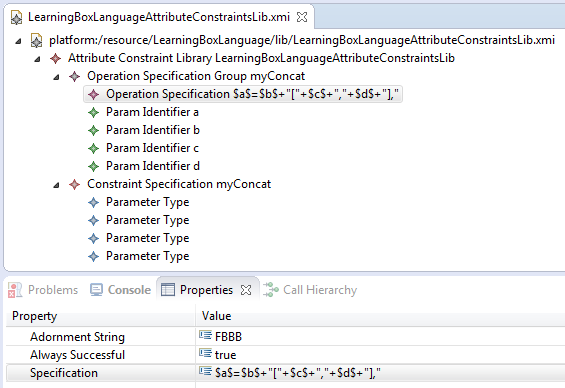 LearningBoxLanguageAttributeConstraintsLib.xmi
platform:/resource/LearningBoxLanguage/lib/LearningBoxLanguageAttributeConstraintsLib.xmi
Attribute Constraint Library LearningBoxLanguageAttributeConstraintsLib
Operation Specification Group myConcat
Operation Specification $a$=$b$+"["+$c$+","+$d$+"],"
Param Identifier a
Param Identifier b
Param Identifier c
Param Identifier d
Constraint Specification myConcat
Parameter Type
Parameter Type
Parameter Type
Parameter Type
Problems Console Properties Call Hierarchy
Property Value
Adornment String FBBB
Always Successful true
Specification $a$=$b$+"["+$c$+","+$d$+"],"